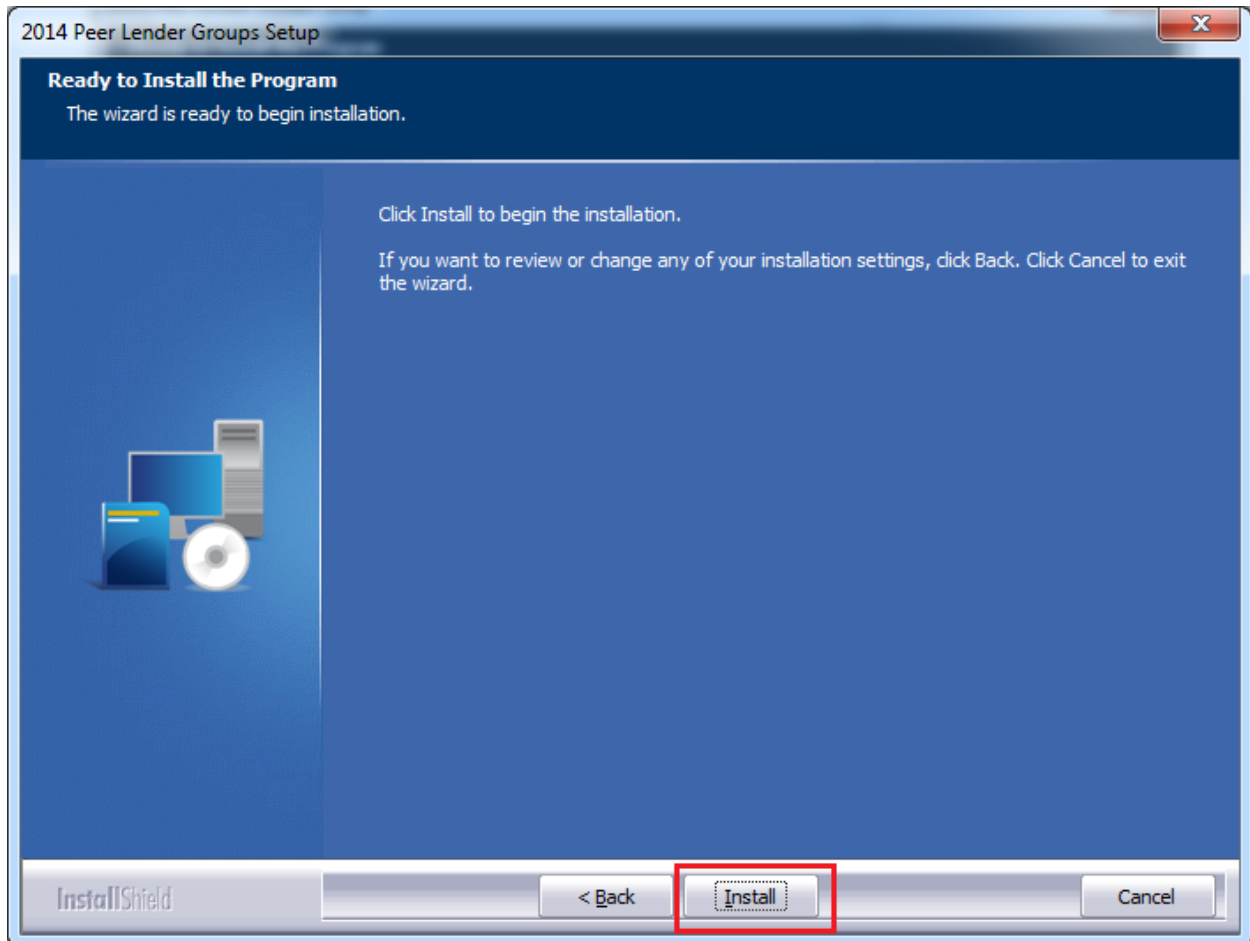 2014 Peer Lender Groups Setup
Ready to Install the Program
The wizard is ready to begin installation.
Click Install to begin the installation.
If you want to review or change any of your installation settings, click Back. Click Cancel to exit
the wizard.
InstallShield
< Back
Install
Cancel